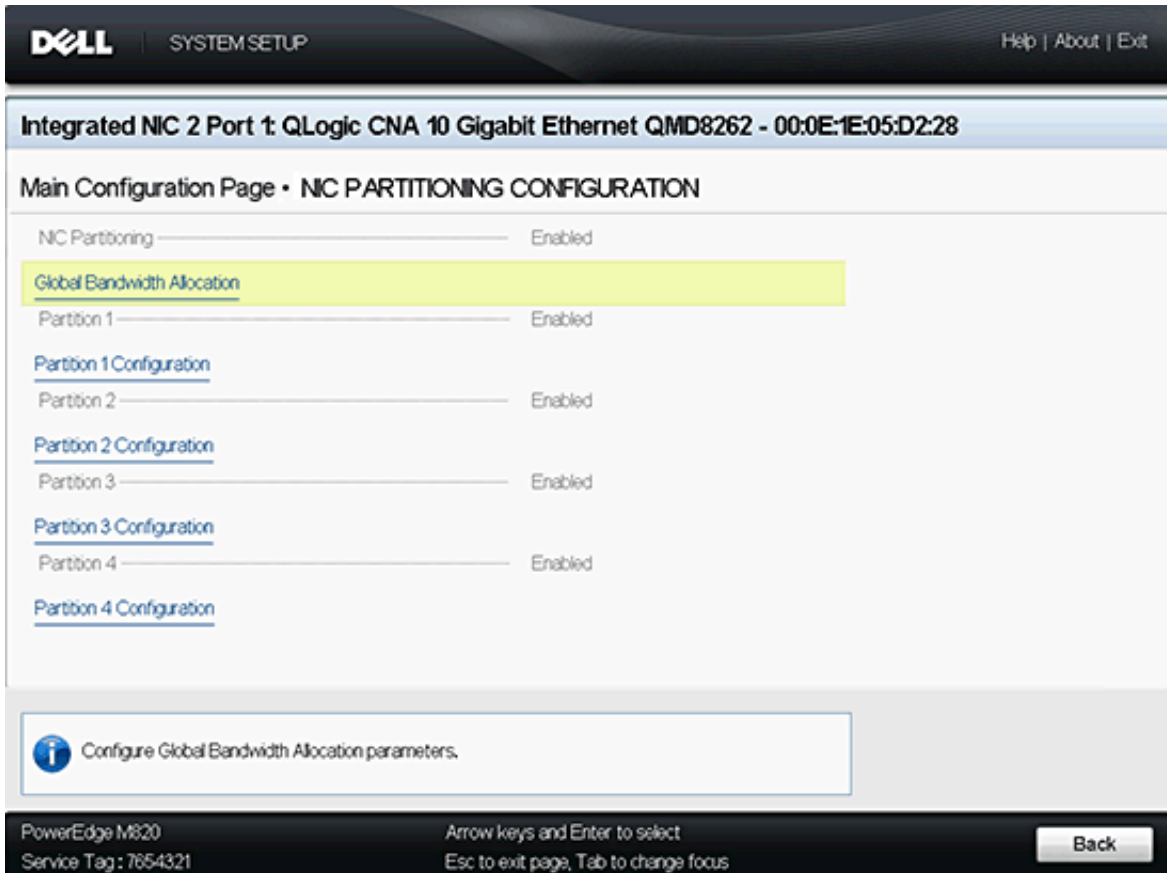 DELL SYSTEM SETUP Help | About | Exit
Integrated NIC 2 Port 1: QLogic CNA 10 Gigabit Ethernet QMD8262 - 00:0E:1E:05:D2:28
Main Configuration Page • NIC PARTITIONING CONFIGURATION
NIC Partitioning Enabled
Global Bandwidth Allocation
Partition 1 Enabled
Partition 1 Configuration
Partition 2 Enabled
Partition 2 Configuration
Partition 3 Enabled
Partition 3 Configuration
Partition 4 Enabled
Partition 4 Configuration
Configure Global Bandwidth Allocation parameters.
PowerEdge M820 Arrow keys and Enter to select
Service Tag : 7654321 Esc to exit page, Tab to change focus
Back